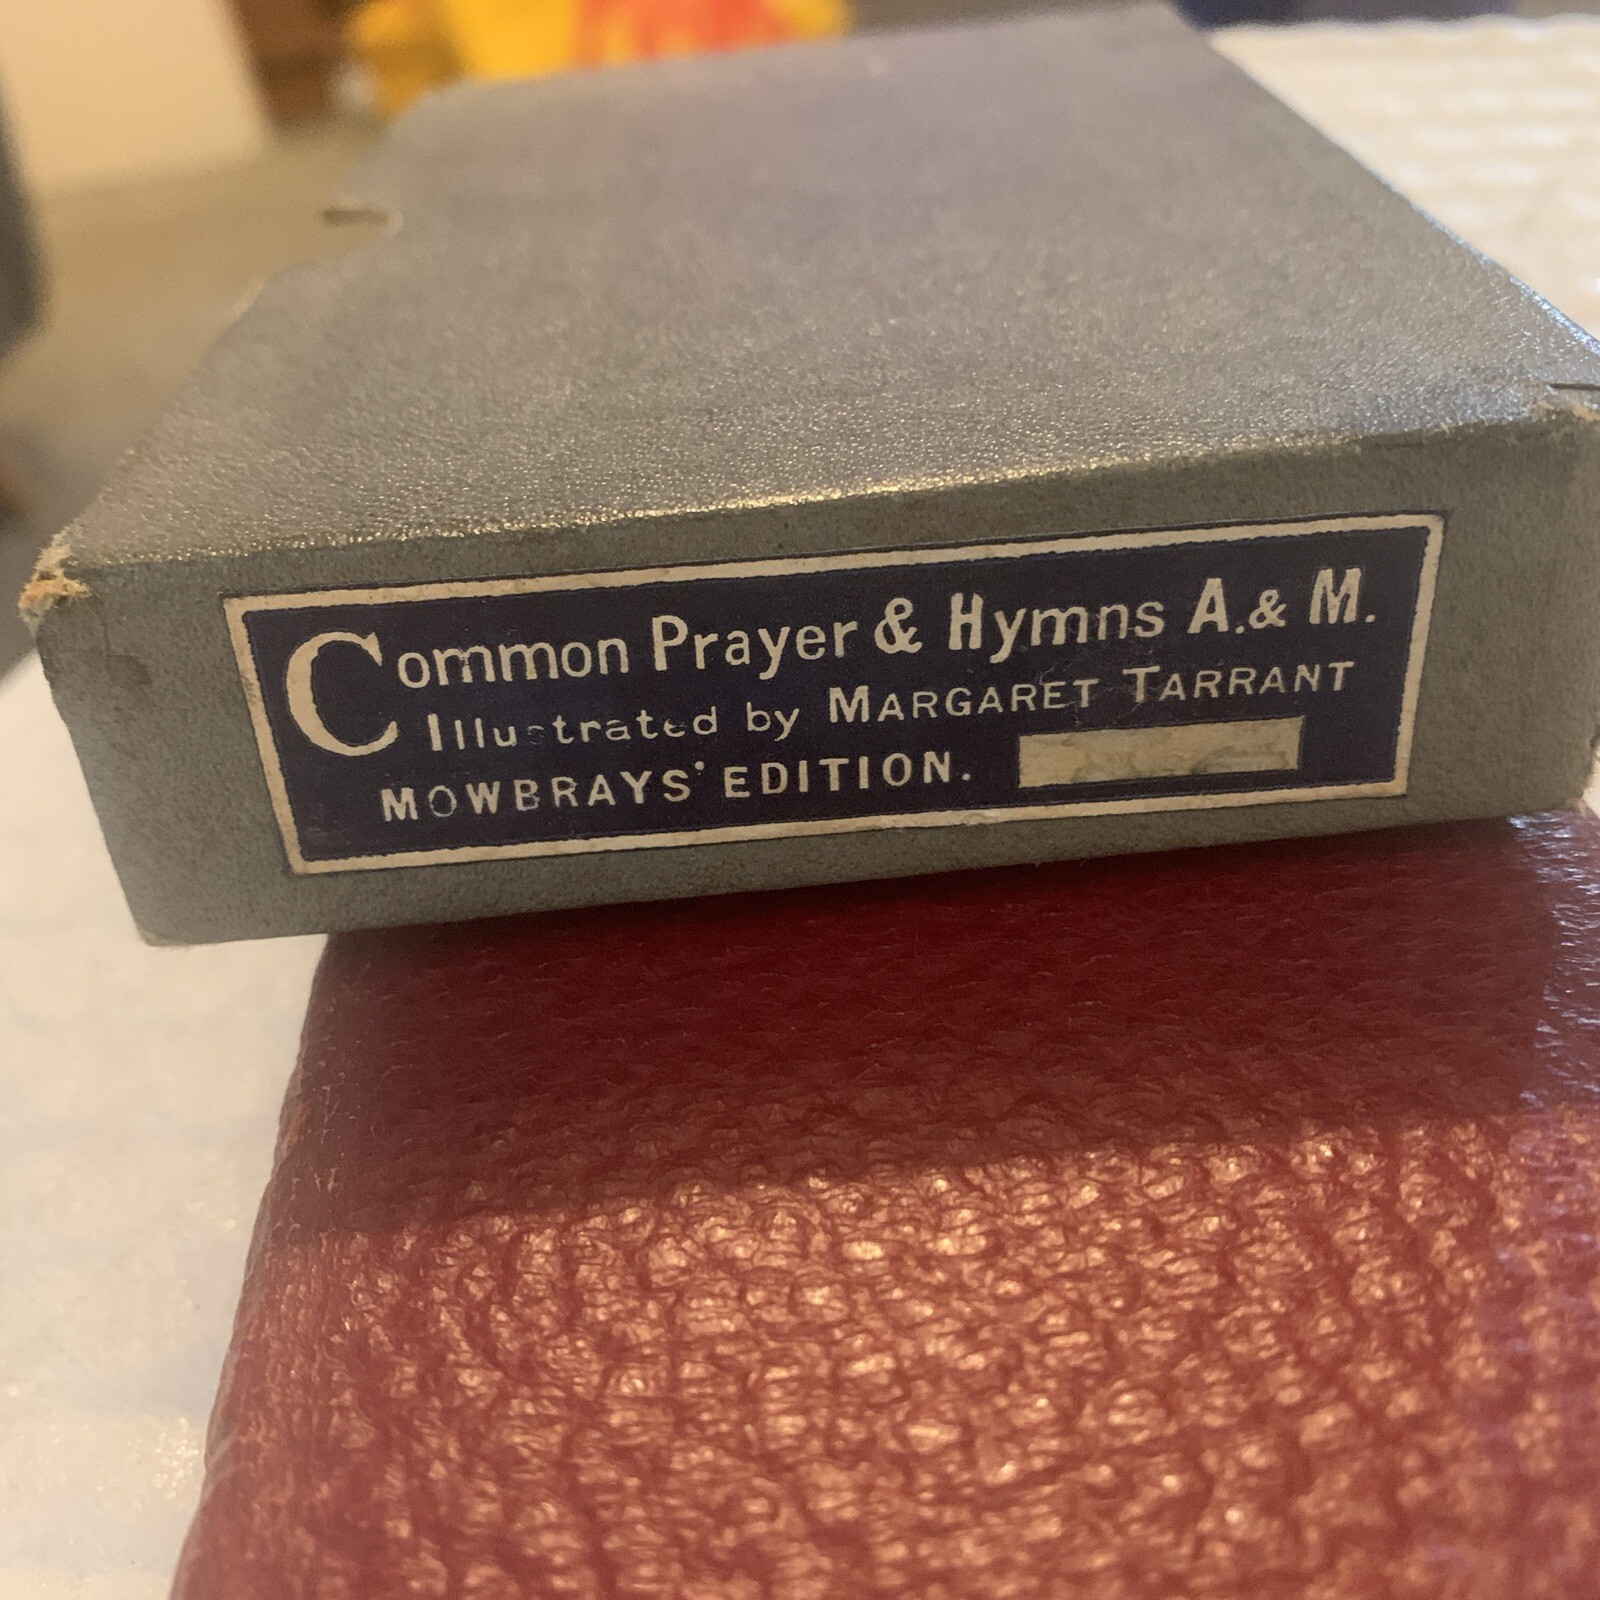 Common Prayer & Hymns A. & M.
Illustrated by MARGARET TARRANT
MOWBRAYS' EDITION.